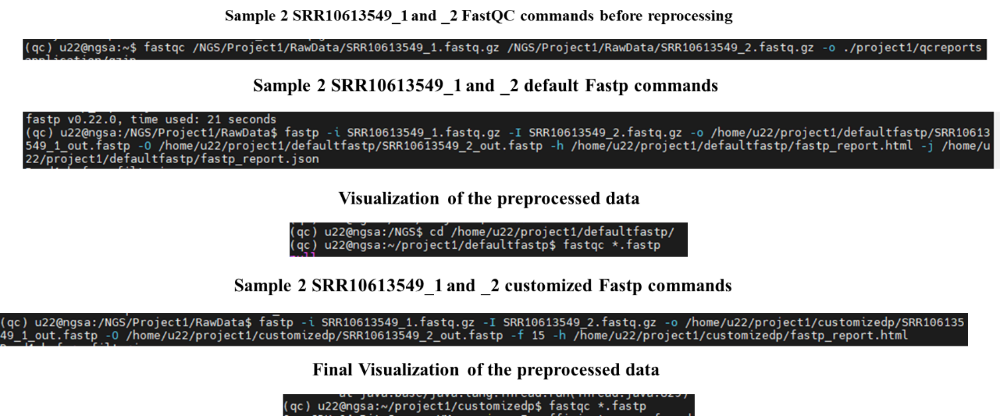 Sample 2 SRR10613549_1 and _2 FastQC commands before reprocessing
(qc) u22@ngsa:~$ fastqc /NGS/Project1/RawData/SRR10613549_1.fastq.gz /NGS/Project1/RawData/SRR10613549_2.fastq.gz -o ./project1/qcreports
Sample 2 SRR10613549_1 and _2 default Fastp commands
fastp v0.22.0, time used: 21 seconds
(qc) u22@ngsa:/NGS/Project1/RawData$ fastp -i SRR10613549_1.fastq.gz -I SRR10613549_2.fastq.gz -o /home/u22/project1/defaultfastp/SRR10613
549_1_out.fastp -O /home/u22/project1/defaultfastp/SRR10613549_2_out.fastp -h /home/u22/project1/defaultfastp/fastp_report.html -j /home/u
22/project1/defaultfastp/fastp_report.json
Visualization of the preprocessed data
(qc) u22@ngsa:/NGS$ cd /home/u22/project1/defaultfastp/
(qc) u22@ngsa:~/project1/defaultfastp$ fastqc *.fastp
Sample 2 SRR10613549_1 and _2 customized Fastp commands
(qc) u22@ngsa:/NGS/Project1/RawData$ fastp -i SRR10613549_1.fastq.gz -I SRR10613549_2.fastq.gz -o /home/u22/project1/customizedp/SRR106135
49_1_out.fastp -O /home/u22/project1/customizedp/SRR10613549_2_out.fastp -f 15 -h /home/u22/project1/customizedp/fastp_report.html
Final Visualization of the preprocessed data
(qc) u22@ngsa:~/project1/customizedp$ fastqc *.fastp